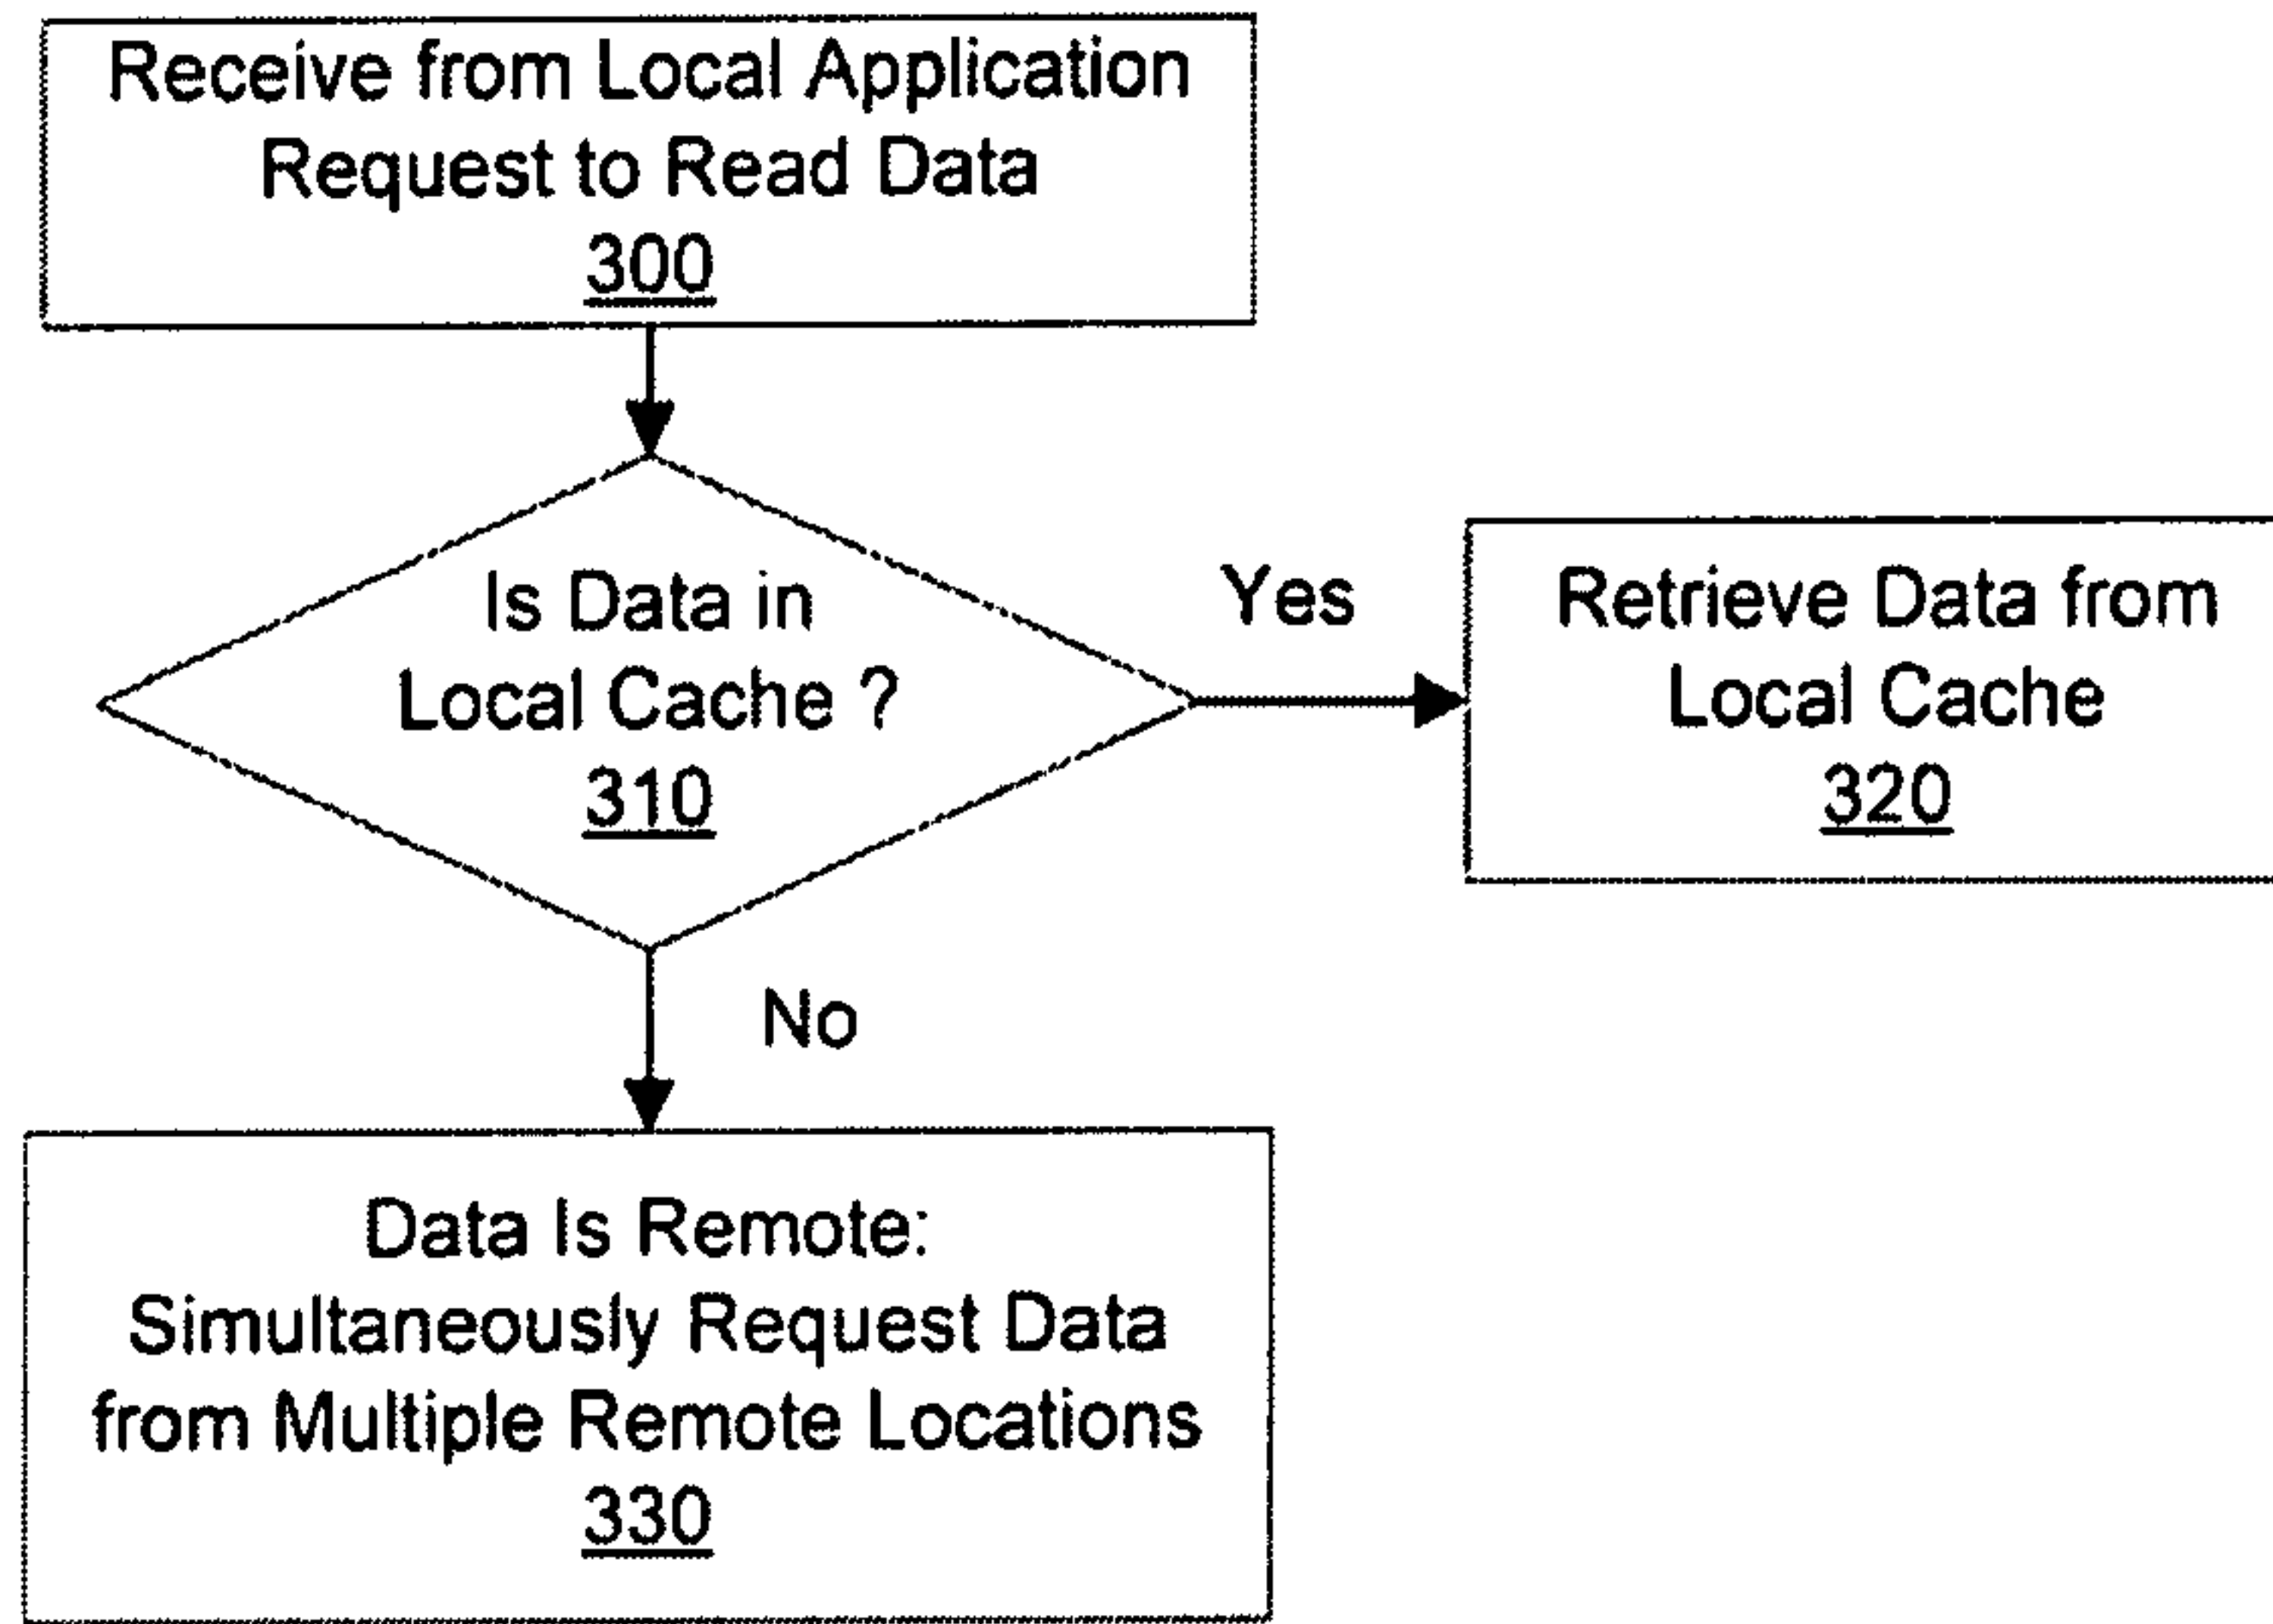 Receive from Local Application
Request to Read Data
300
Is Data in
Local Cache ?
310
Yes
Retrieve Data from
Local Cache
320
No
Data Is Remote:
Simultaneously Request Data
from Multiple Remote Locations
330